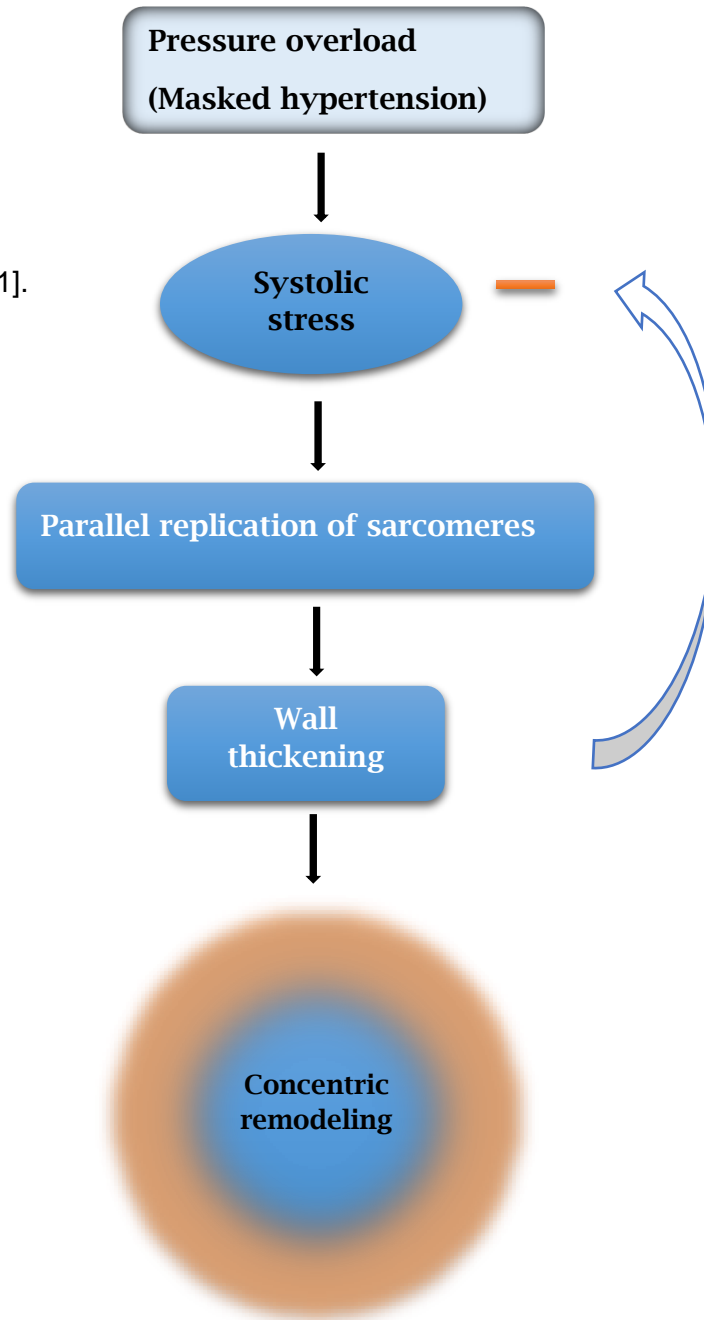 Pressure overload
(Masked hypertension)
1].
Systolic
stress
Parallel replication of sarcomeres
Wall
thickening
Concentric
remodeling